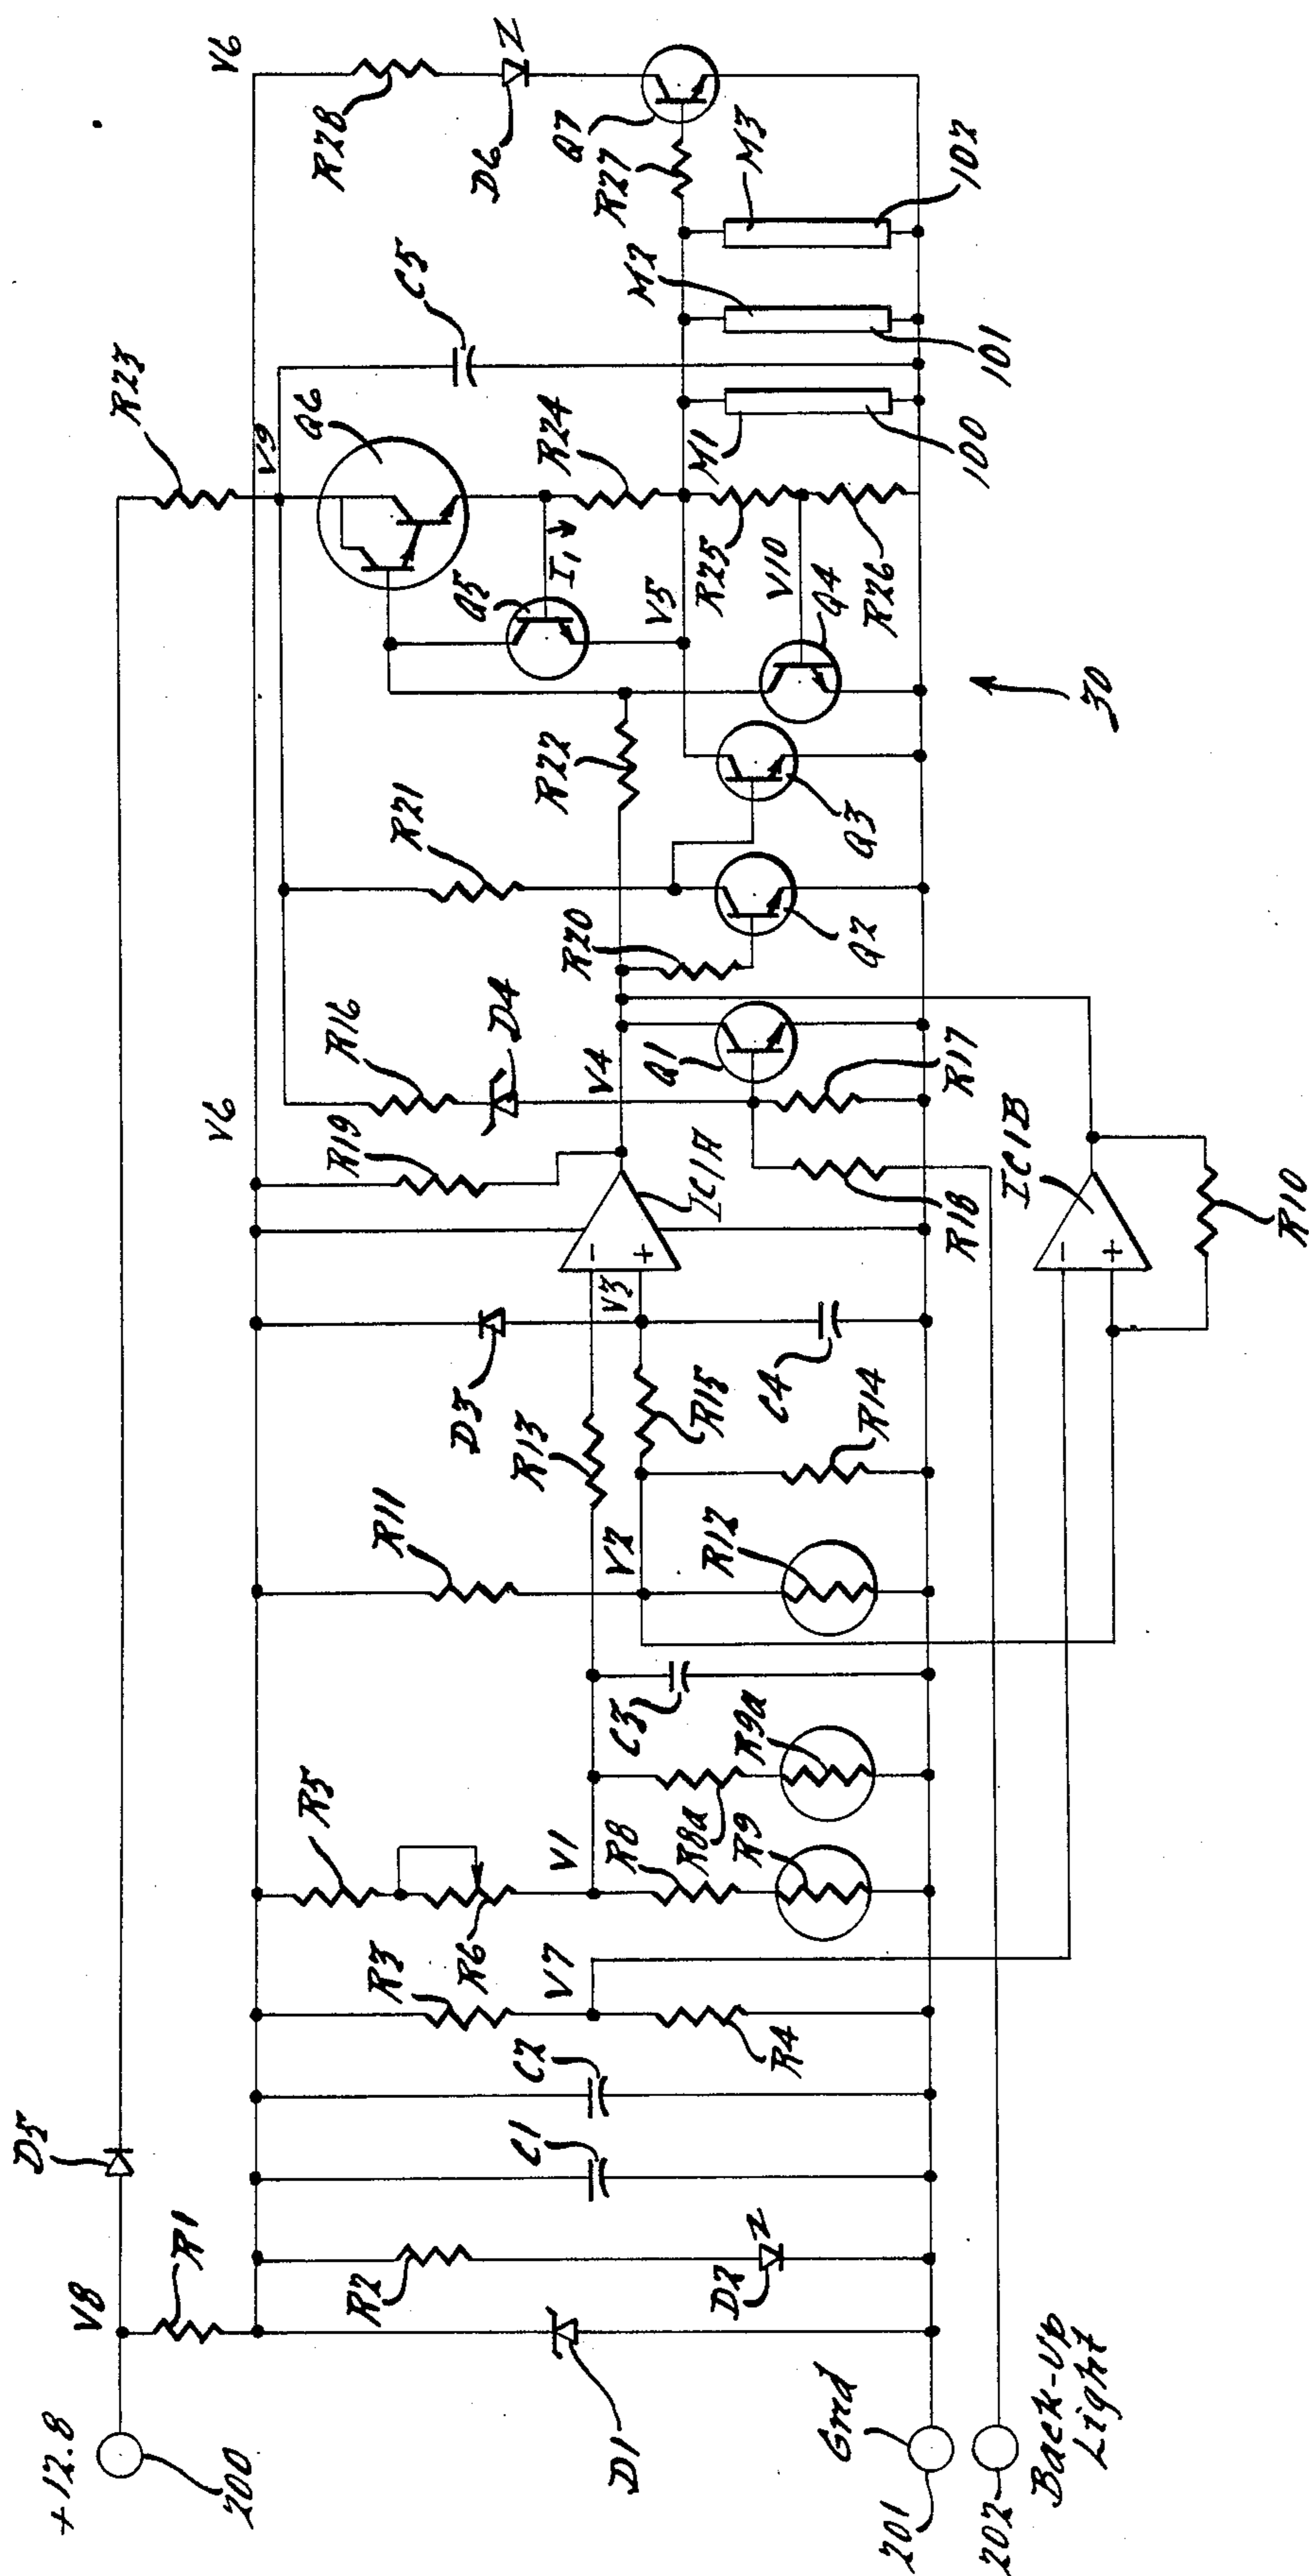 +12.8
200
V8
R1
D5
D1
R2
D2
C1
C2
R3
R4
V7
R5
R6
V1
R8
R9
R8a
R9a
C3
R11
V2
R12
R14
R13
R15
D3
C4
V3
-
+
IC1A
V6
R19
R16
D4
V4
Q1
R17
R18
R20
Q2
R21
Q3
R22
Q4
V10
R25
R26
V5
Q5
I1
Q6
V9
R23
R24
C5
M1
100
M2
101
M3
102
R27
Q7
D6
R28
V6
30
-
+
IC1B
R10
Gnd
201
202
Back-Up
Light